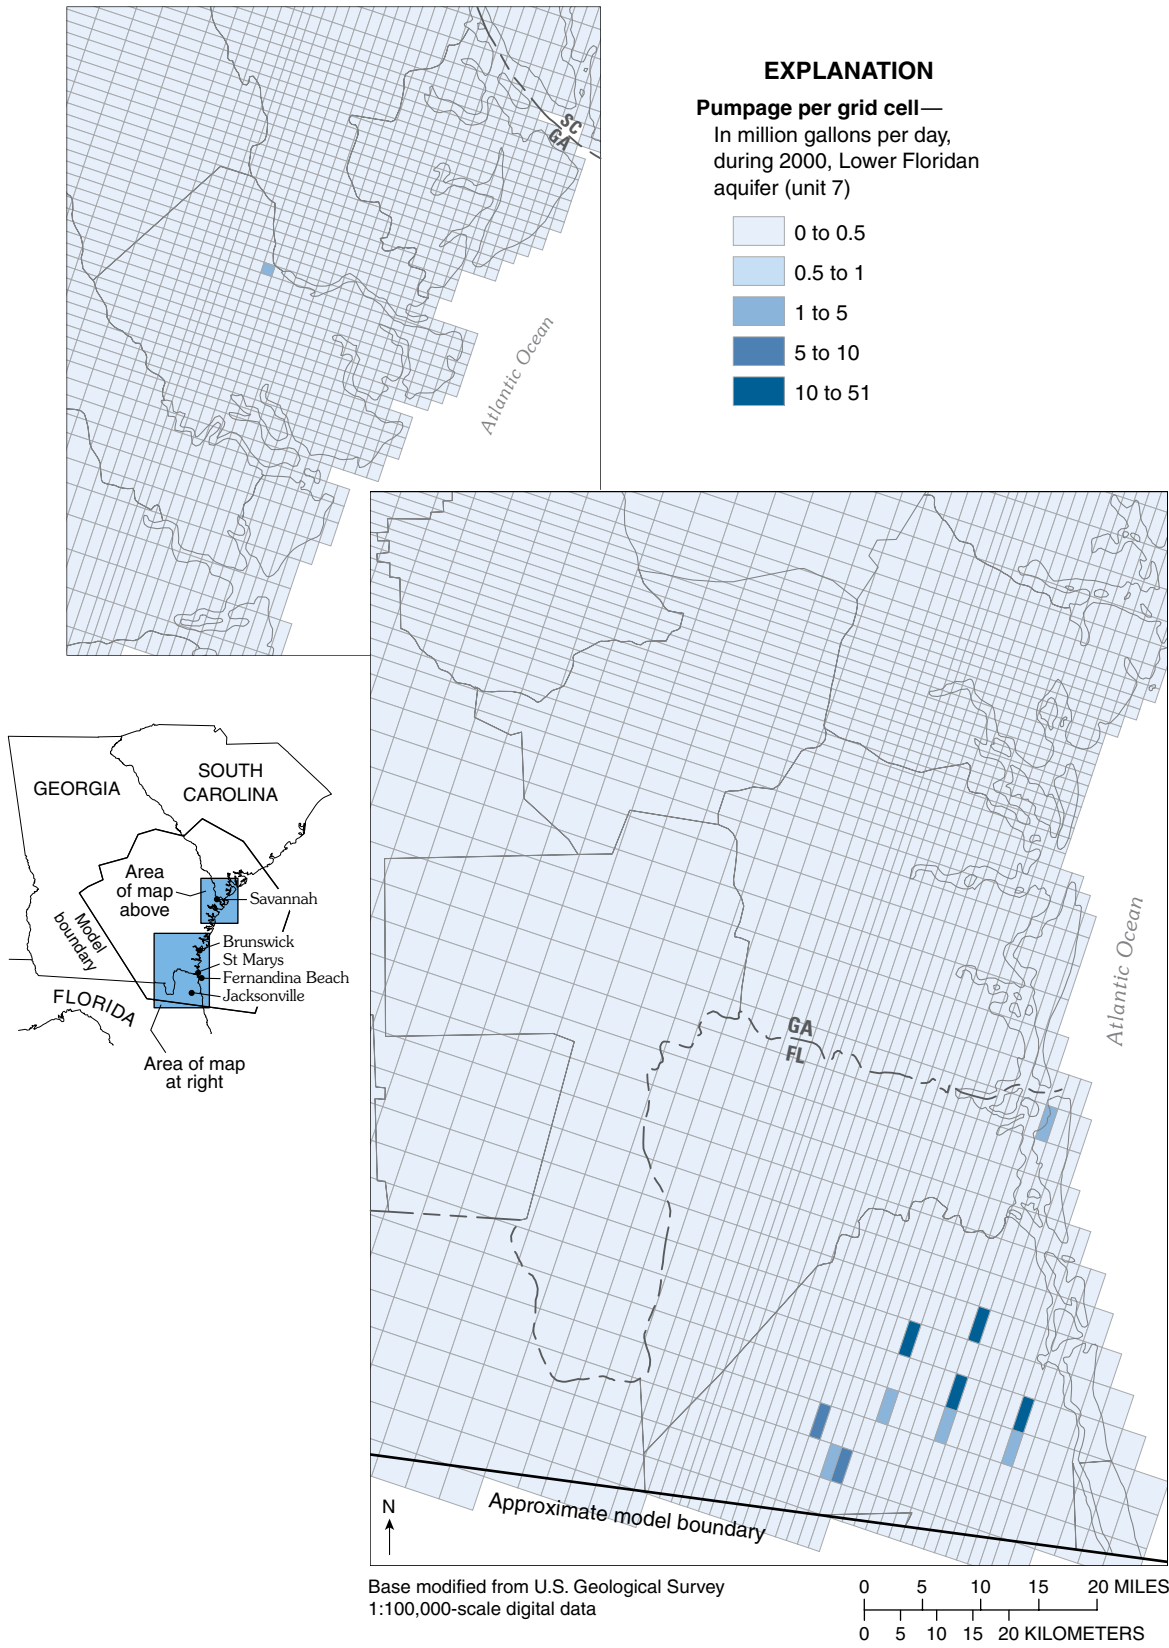 EXPLANATION
Pumpage per grid cell—
In million gallons per day,
during 2000, Lower Floridan
aquifer (unit 7)
0 to 0.5
0.5 to 1
1 to 5
5 to 10
10 to 51
SC
GA
Atlantic Ocean
GEORGIA
SOUTH
CAROLINA
Area
of map
above
Savannah
Model
boundary
Brunswick
St Marys
Fernandina Beach
Jacksonville
FLORIDA
Area of map
at right
GA
FL
Atlantic Ocean
N
Approximate model boundary
Base modified from U.S. Geological Survey
1:100,000-scale digital data
0 5 10 15 20 MILES
0 5 10 15 20 KILOMETERS